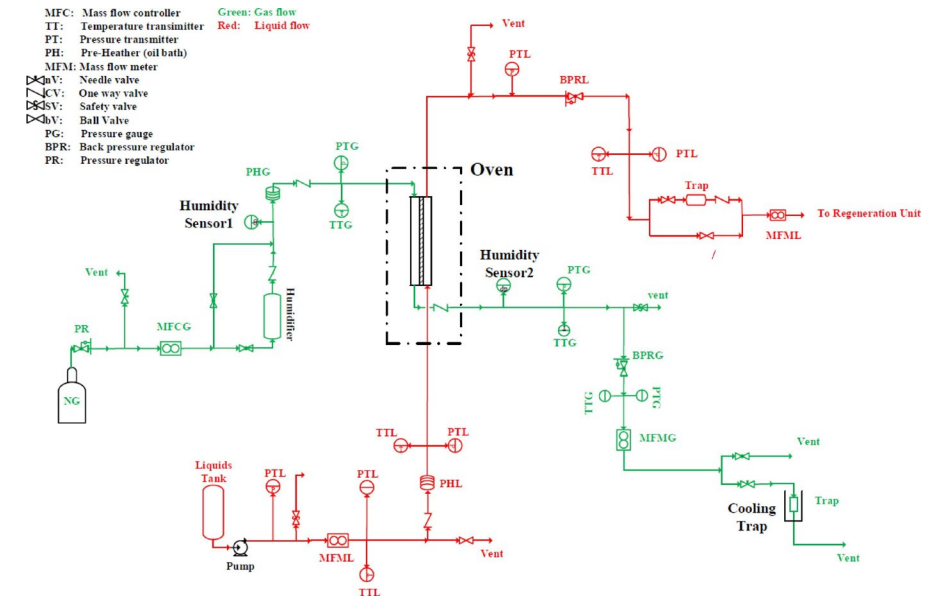 MFC: Mass flow controller
TT: Temperature transimitter
PT: Pressure transmitter
PH: Pre-Heather (oil bath)
MFM: Mass flow meter
nV: Needle valve
CV: One way valve
SV: Safety valve
bV: Ball Valve
PG: Pressure gauge
BPR: Back pressure regulator
PR: Pressure regulator
Green: Gas flow
Red: Liquid flow
Vent
PTL
BPRL
TTL
PTL
Trap
MFML
To Regeneration Unit
/
Oven
PTG
PHG
TTG
Humidity
Sensor1
Humidifier
Vent
PR
MFCG
NG
Humidity
Sensor2
PTG
TTG
vent
BPRG
TTG
PTG
MFMG
Vent
Cooling
Trap
Trap
Vent
TTL
PTL
PHL
Liquids
Tank
PTL
PTL
Pump
MFML
TTL
Vent